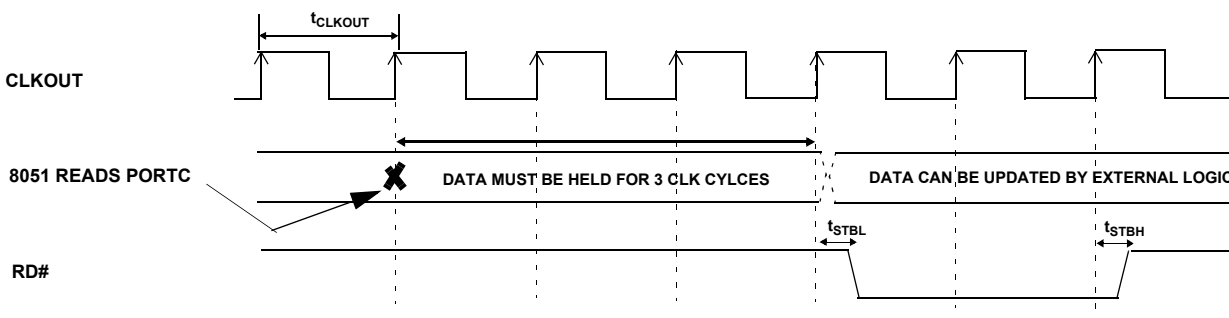 tCLKOUT
CLKOUT
8051 READS PORTC
DATA MUST BE HELD FOR 3 CLK CYLCES
DATA CAN BE UPDATED BY EXTERNAL LOGIC
tSTBL
tSTBH
RD#